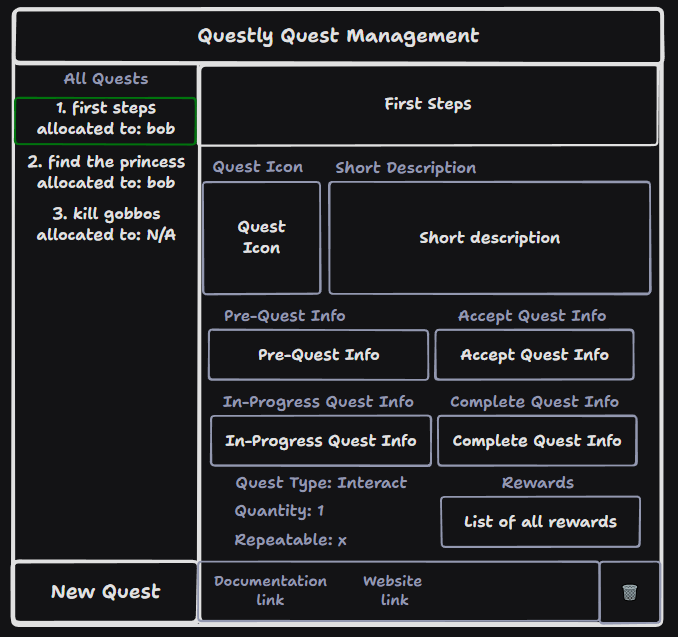 Questly Quest Management
All Quests
1. first steps
allocated to: bob
2. find the princess
allocated to: bob
3. kill gobbos
allocated to: N/A
New Quest
First Steps
Quest Icon
Short Description
Quest
Icon
Short description
Pre-Quest Info
Accept Quest Info
Pre-Quest Info
Accept Quest Info
In-Progress Quest Info
Complete Quest Info
In-Progress Quest Info
Complete Quest Info
Quest Type: Interact
Quantity: 1
Repeatable: x
Rewards
List of all rewards
Documentation
link
Website
link